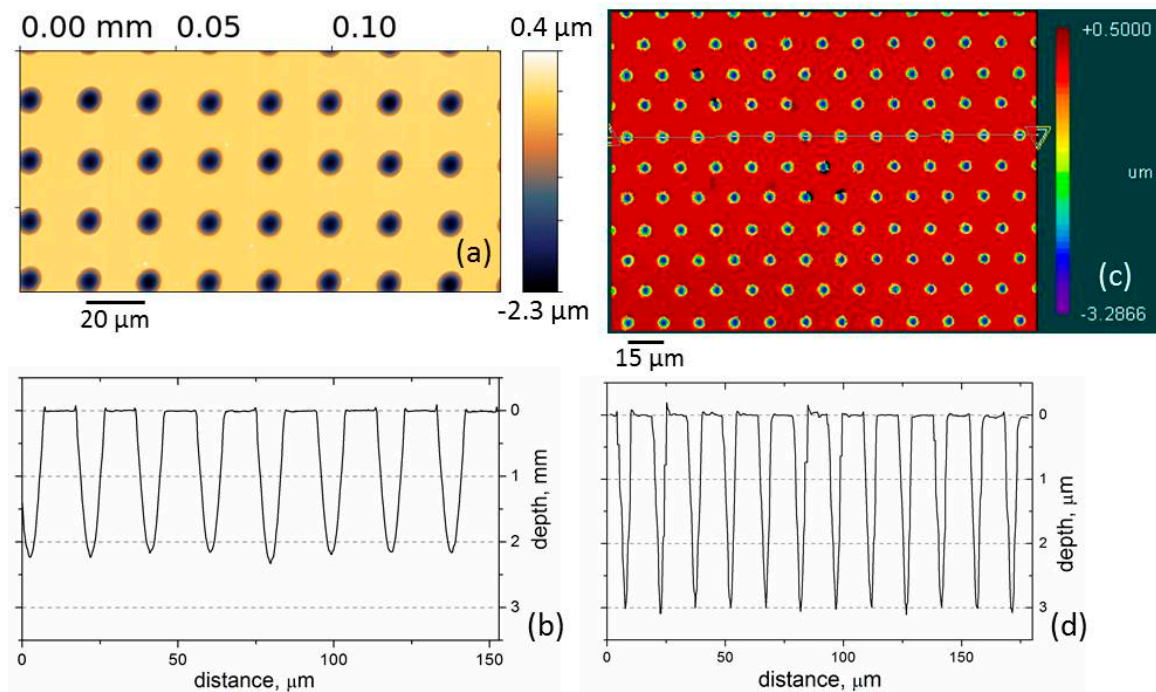 0.00 mm 0.05 0.10
0.4 µm
-2.3 µm
(a)
20 µm
+0.5000
um
-3.2866
(c)
15 µm
0
1
2
3
depth, mm
0 50 100 150
distance, µm
(b)
0
1
2
3
depth, µm
0 50 100 150
distance, µm
(d)